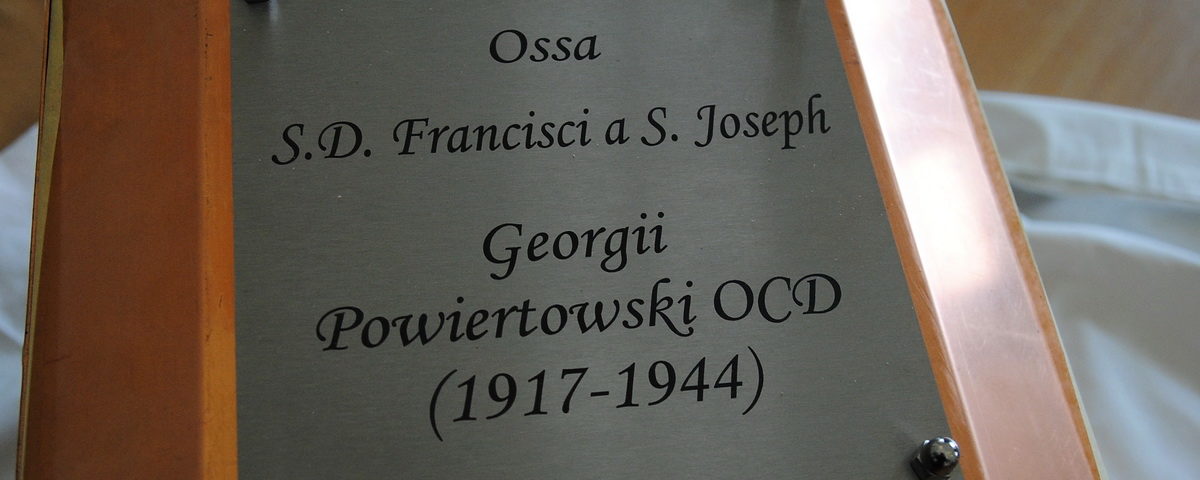 Ossa
S.D. Francisci a S. Joseph
Georgii
Powiertowski OCD
(1917-1944)